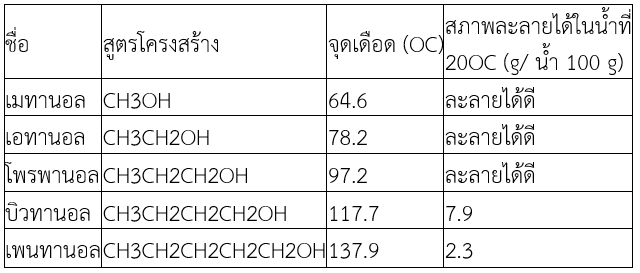 ชื่อ สูตรโครงสร้าง จุดเดือด (OC) สภาพละลายได้ในน้ำที่
20OC (g/ น้ำ 100 g)
เมทานอล CH3OH 64.6 ละลายได้ดี
เอทานอล CH3CH2OH 78.2 ละลายได้ดี
โพรพานอล CH3CH2CH2OH 97.2 ละลายได้ดี
บิวทานอล CH3CH2CH2CH2OH 117.7 7.9
เพนทานอล CH3CH2CH2CH2CH2OH 137.9 2.3